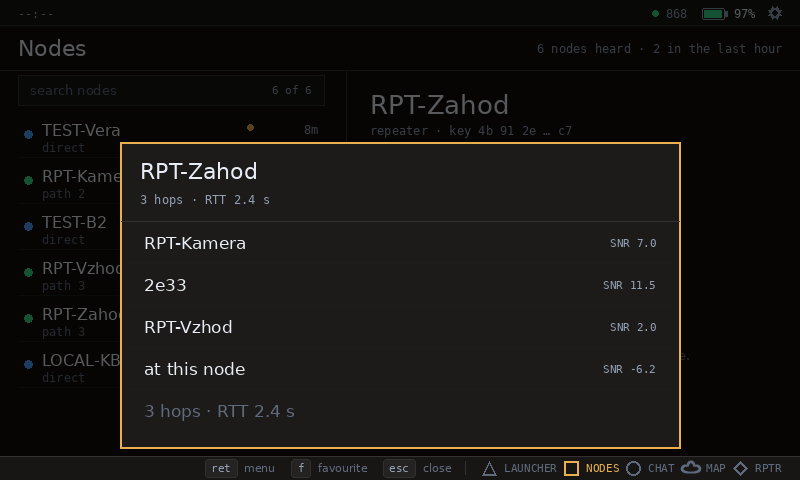 --:--
868
97%
Nodes
6 nodes heard · 2 in the last hour
search nodes
6 of 6
TEST-Vera
8m
direct
RPT-Kame
path 2
TEST-B2
direct
RPT-Vzhod
path 3
RPT-Zaho
path 3
LOCAL-KB
direct
RPT-Zahod
repeater · key 4b 91 2e … c7
e.
RPT-Zahod
3 hops · RTT 2.4 s
RPT-Kamera
SNR 7.0
2e33
SNR 11.5
RPT-Vzhod
SNR 2.0
at this node
SNR -6.2
3 hops · RTT 2.4 s
ret menu
f favourite
esc close
LAUNCHER
NODES
CHAT
MAP
RPTR